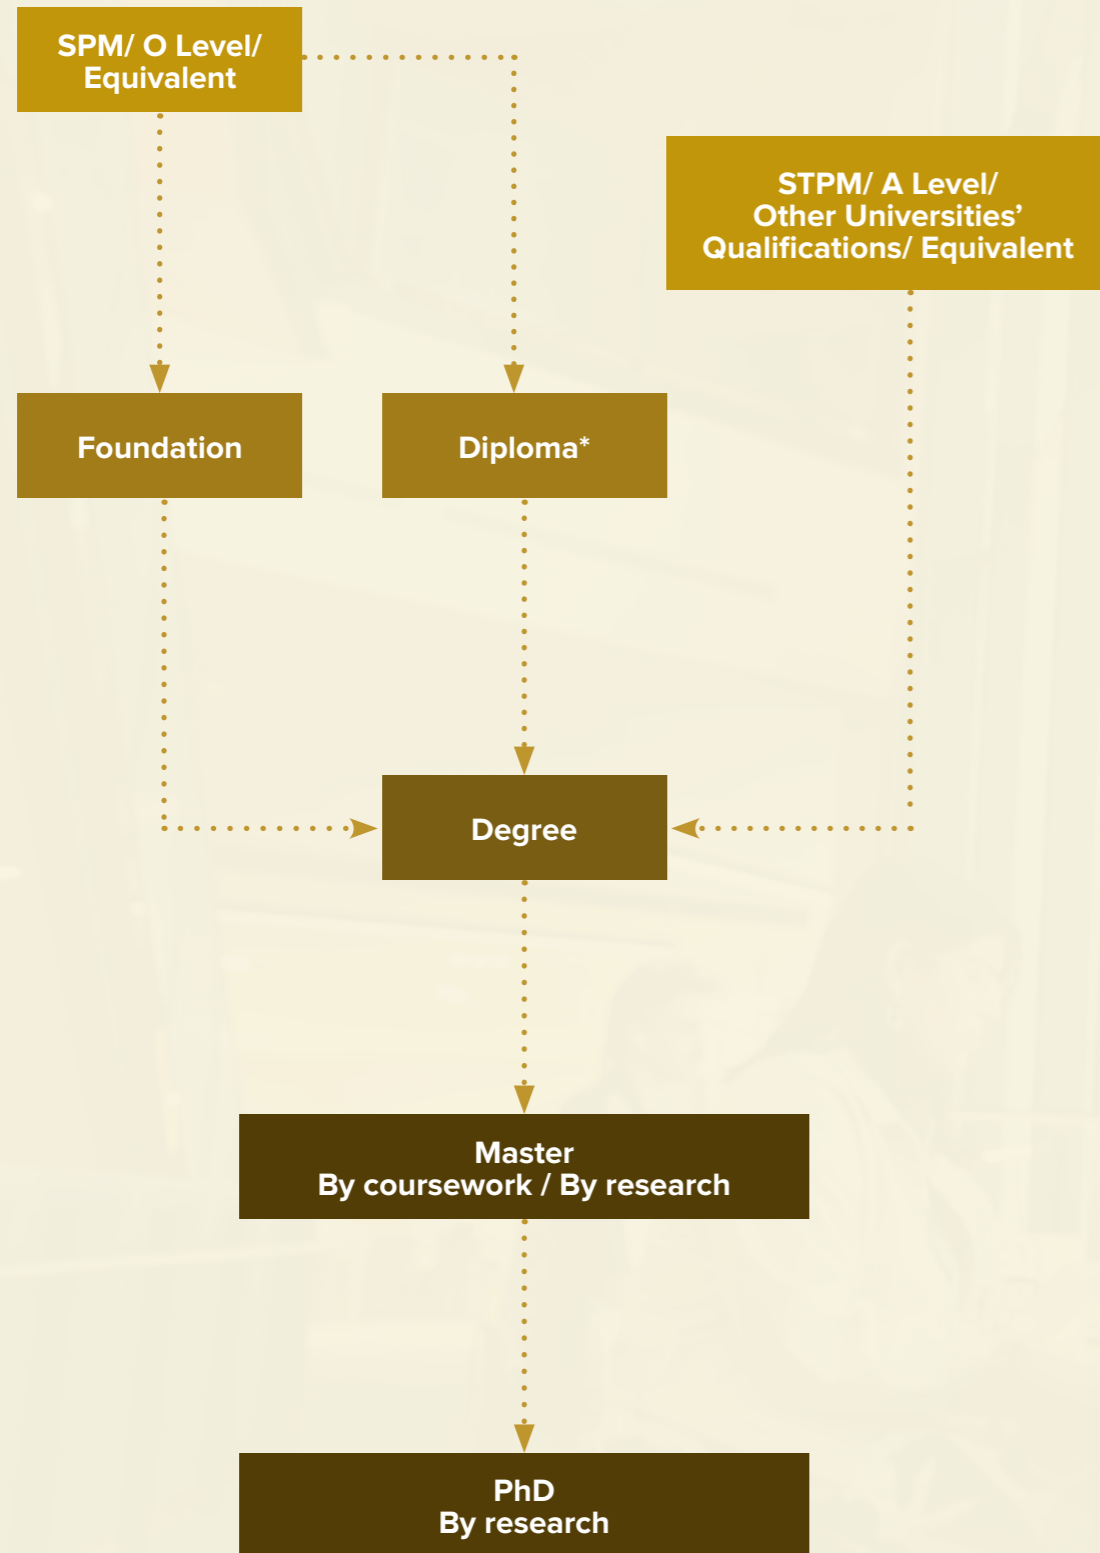 SPM/ O Level/
Equivalent
STPM/ A Level/
Other Universities’
Qualifications/ Equivalent
Foundation
Diploma*
Degree
Master
By coursework / By research
PhD
By research